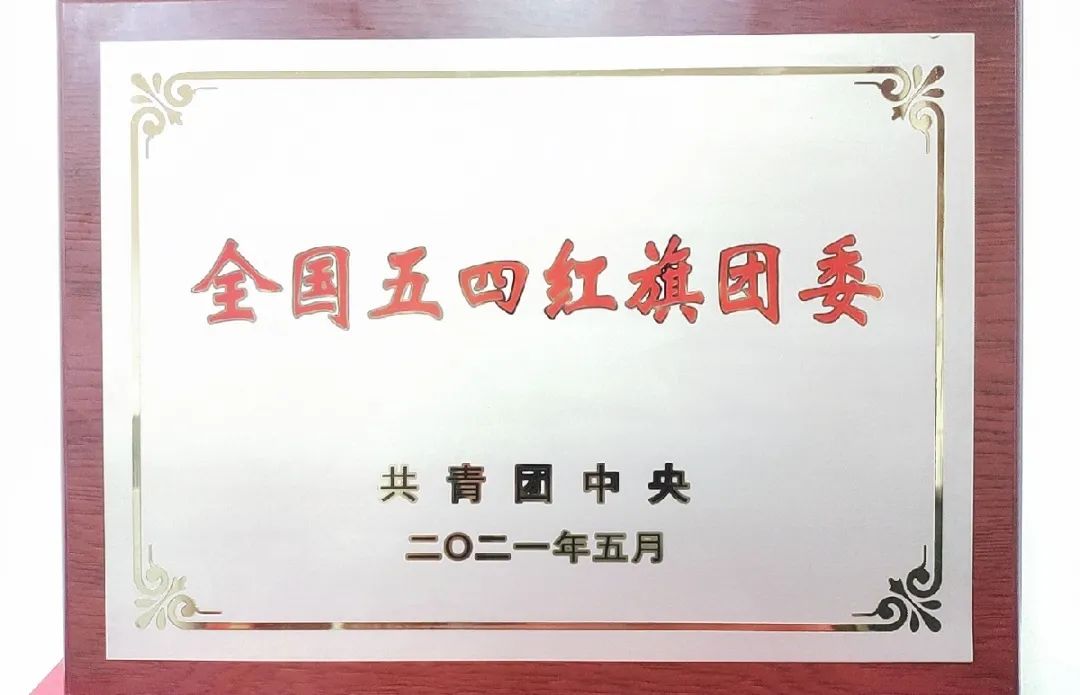 全国五四红旗团委
共青团中央
二〇二一年五月